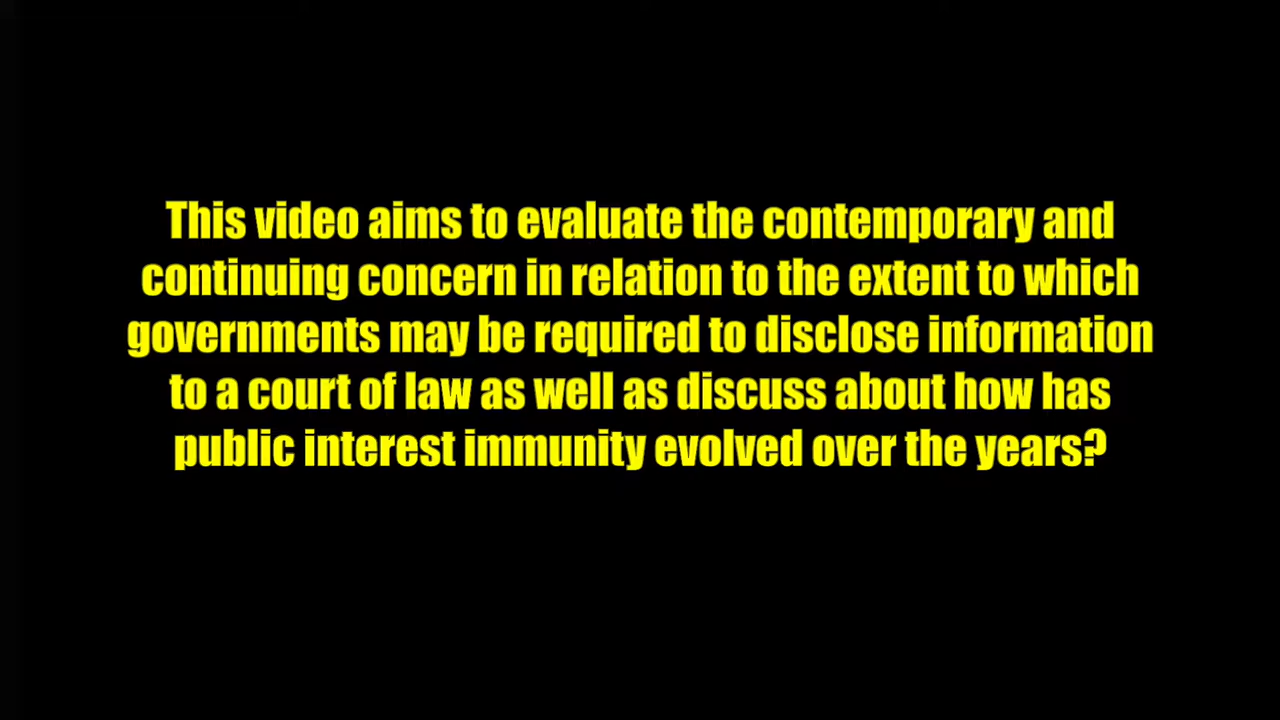 This video aims to evaluate the contemporary and
continuing concern in relation to the extent to which
governments may be required to disclose information
to a court of law as well as discuss about how has
public interest immunity evolved over the years?